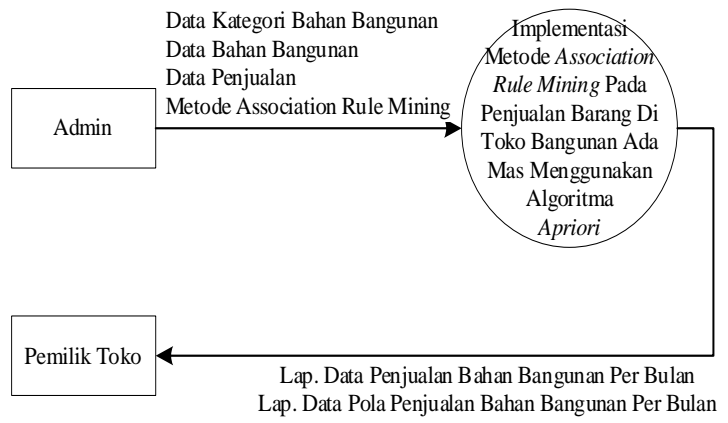 Data Kategori Bahan Bangunan
Data Bahan Bangunan
Data Penjualan
Metode Association Rule Mining
Admin
Implementasi
Metode Association
Rule Mining Pada
Penjualan Barang Di
Toko Bangunan Ada
Mas Menggunakan
Algoritma
Apriori
Pemilik Toko
Lap. Data Penjualan Bahan Bangunan Per Bulan
Lap. Data Pola Penjualan Bahan Bangunan Per Bulan